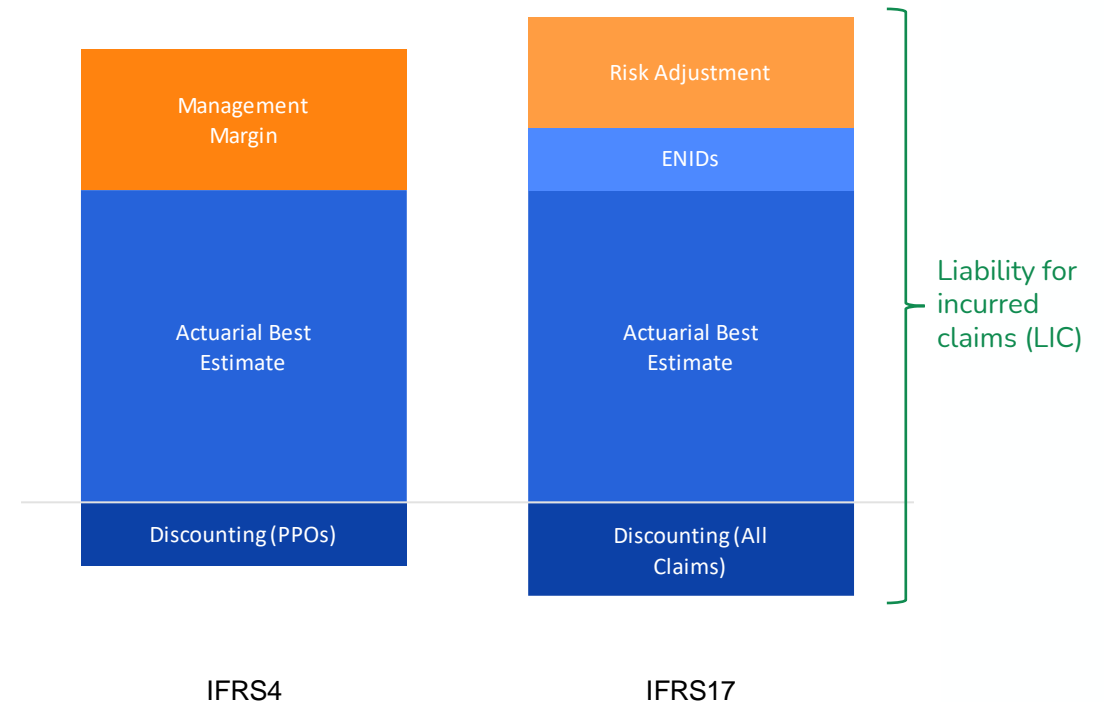 Management
Margin
Actuarial Best
Estimate
Discounting (PPOs)
IFRS4
Risk Adjustment
ENIDs
Actuarial Best
Estimate
Discounting (All
Claims)
IFRS17
Liability for
incurred
claims (LIC)